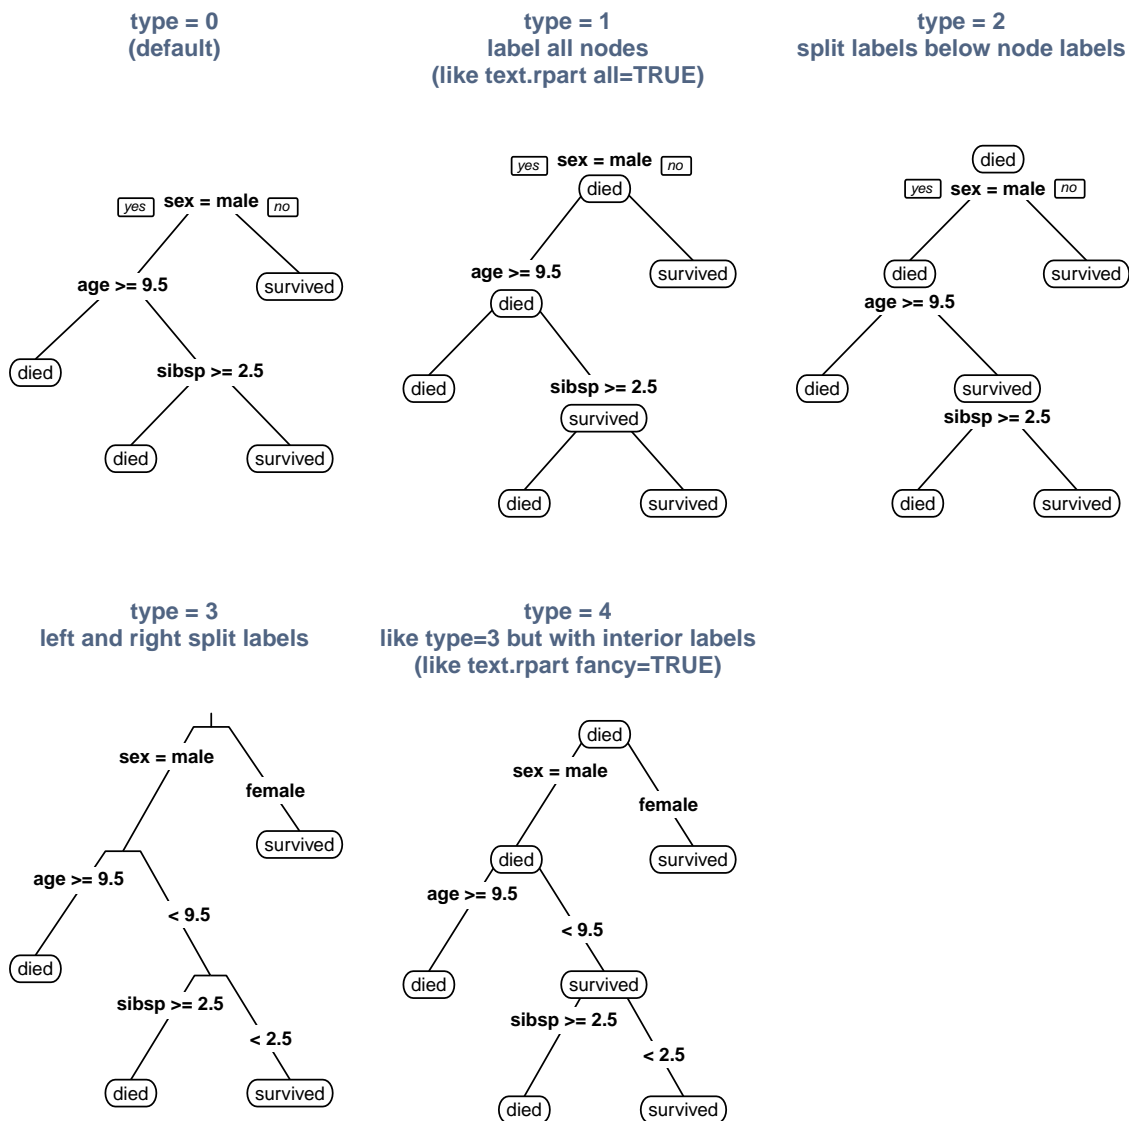 type = 0
(default)
yes sex = male no
age >= 9.5
survived
died
sibsp >= 2.5
died
survived
type = 1
label all nodes
(like text.rpart all=TRUE)
yes sex = male no
died
age >= 9.5
survived
died
died
sibsp >= 2.5
survived
died
survived
type = 2
split labels below node labels
died
yes sex = male no
died
survived
age >= 9.5
died
survived
sibsp >= 2.5
died
survived
type = 3
left and right split labels
sex = male
female
survived
age >= 9.5
< 9.5
died
sibsp >= 2.5
< 2.5
died
survived
type = 4
like type=3 but with interior labels
(like text.rpart fancy=TRUE)
died
sex = male
female
died
survived
age >= 9.5
< 9.5
died
survived
sibsp >= 2.5
< 2.5
died
survived